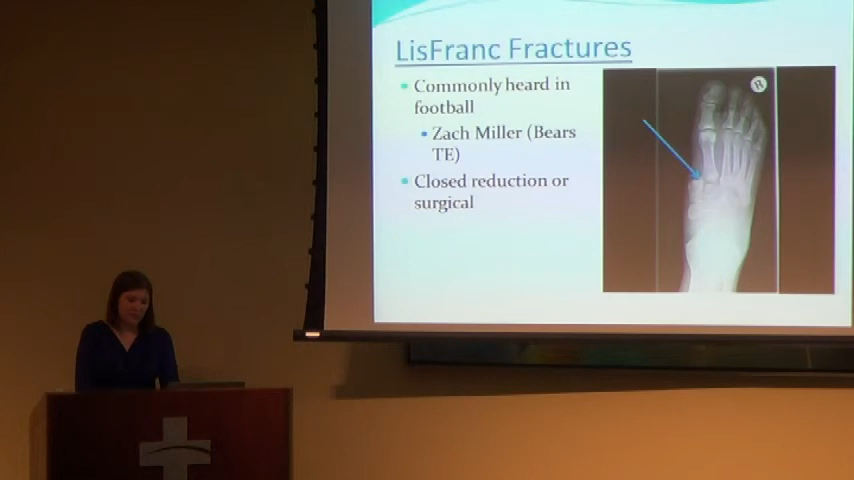 LisFranc Fractures
Commonly heard in
football
Zach Miller (Bears
TE)
Closed reduction or
surgical
R